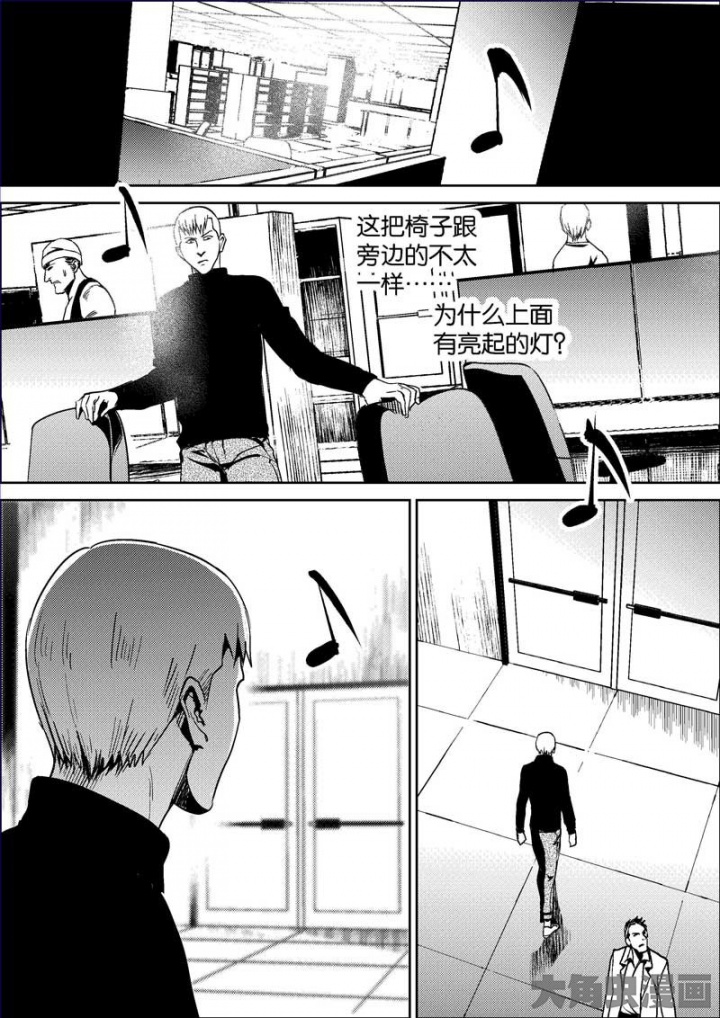 这把椅子跟
旁边的不太
一样……
为什么上面
有亮起的灯?
大角虫漫画